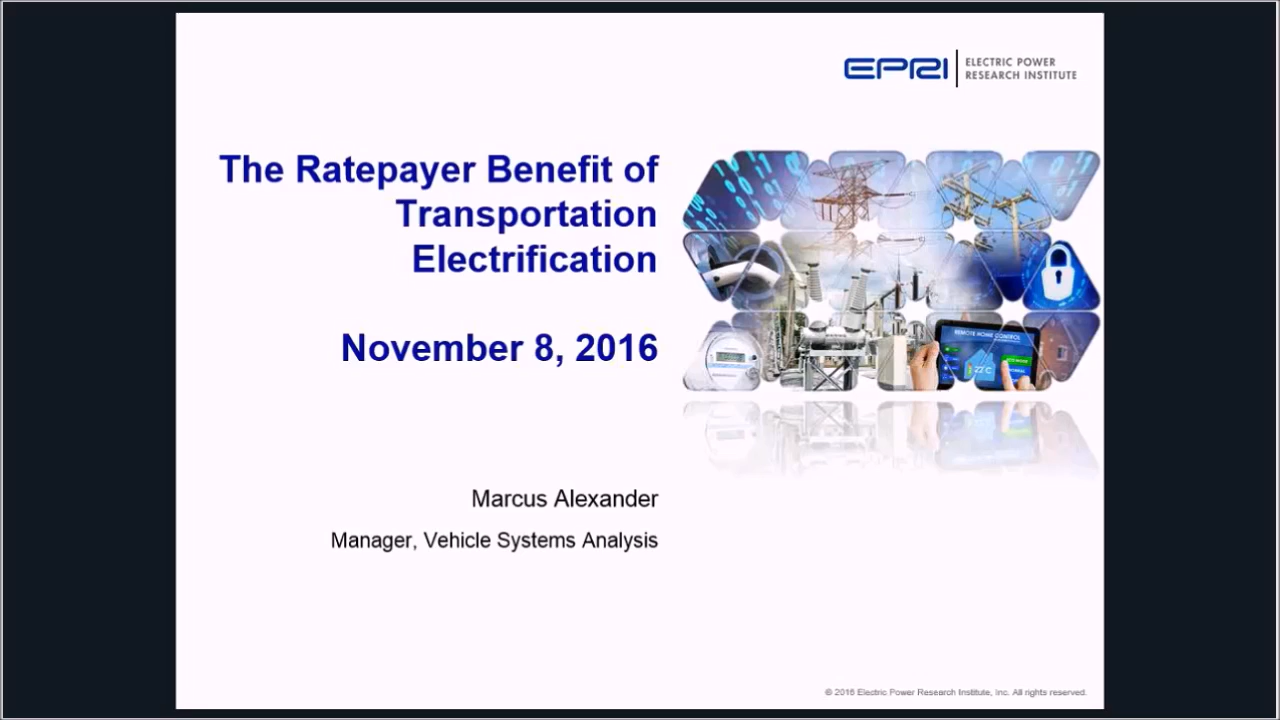 EPRI | ELECTRIC POWER
RESEARCH INSTITUTE
The Ratepayer Benefit of
Transportation
Electrification
November 8, 2016
REMOTE HOME CONTROL
22°C
Marcus Alexander
Manager, Vehicle Systems Analysis
© 2016 Electric Power Research Institute, Inc. All rights reserved.